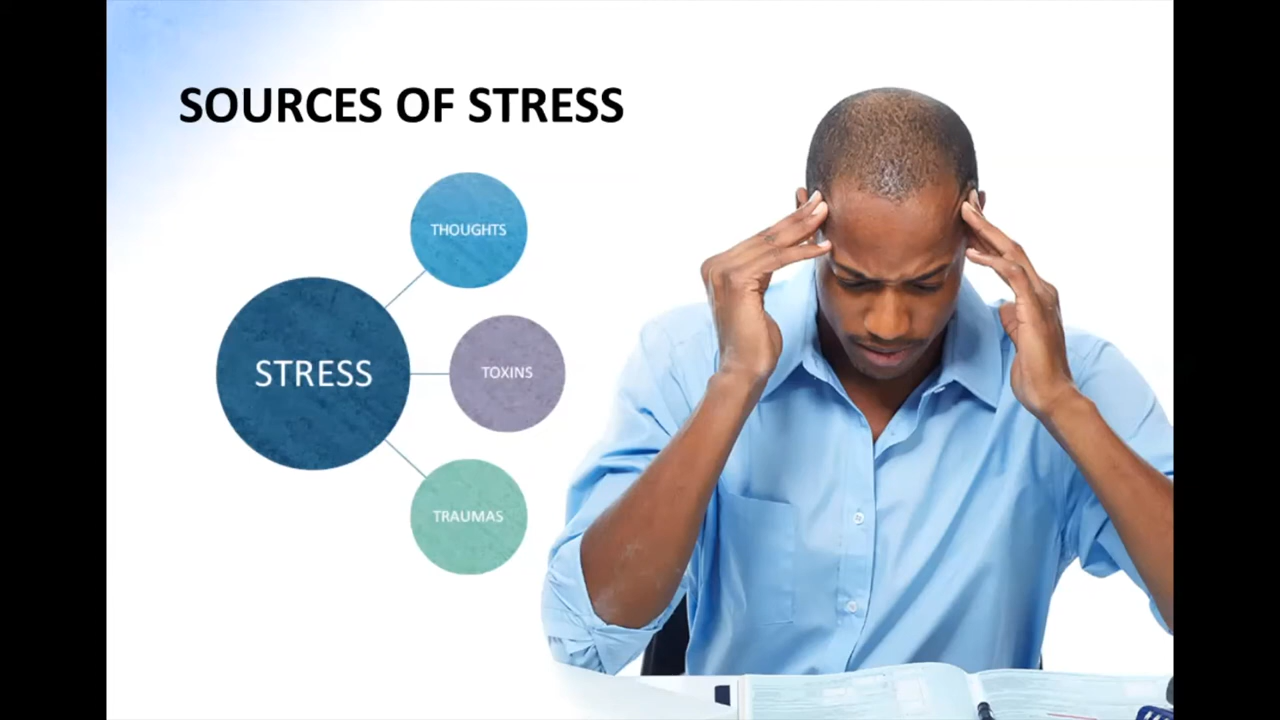 SOURCES OF STRESS
THOUGHTS
STRESS
TOXINS
TRAUMAS